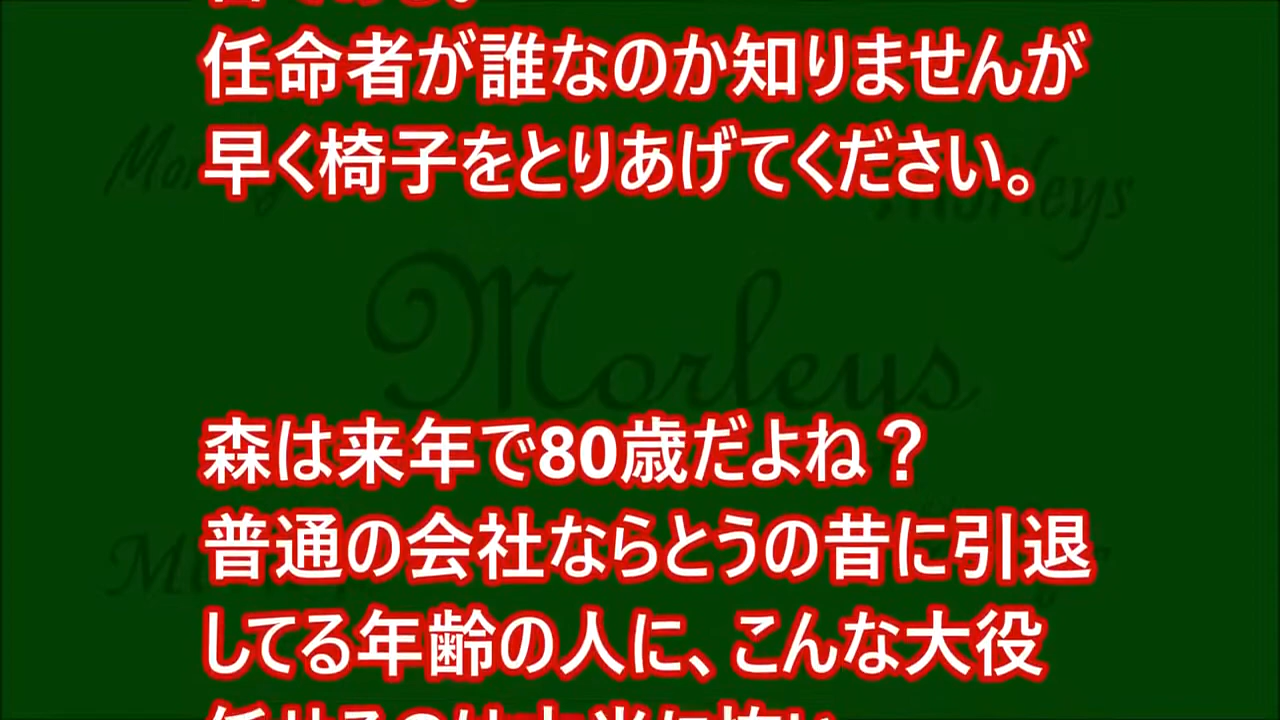 任命者が誰なのか知りませんが
早く椅子をとりあげてください。
Morleys
森は来年で80歳だよね？
普通の会社ならとうの昔に引退
してる年齢の人に、こんな大役